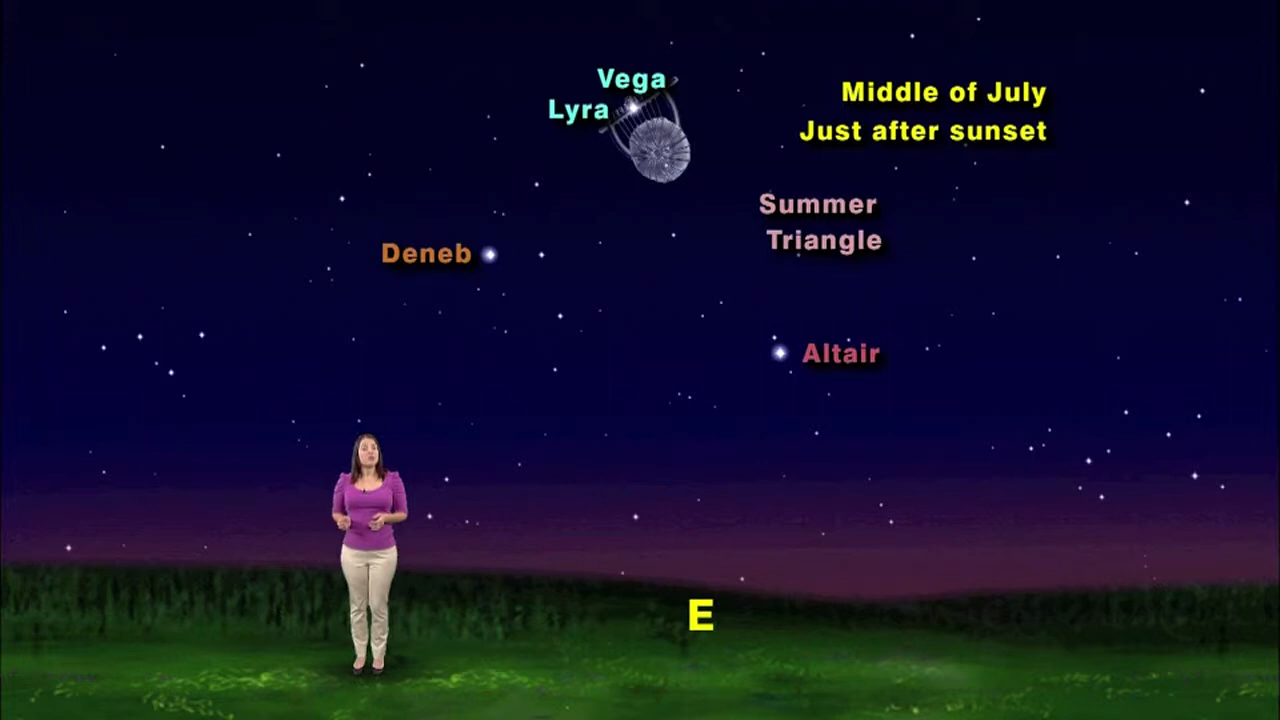 Vega
Lyra
Middle of July
Just after sunset
Summer
Triangle
Deneb
Altair
E